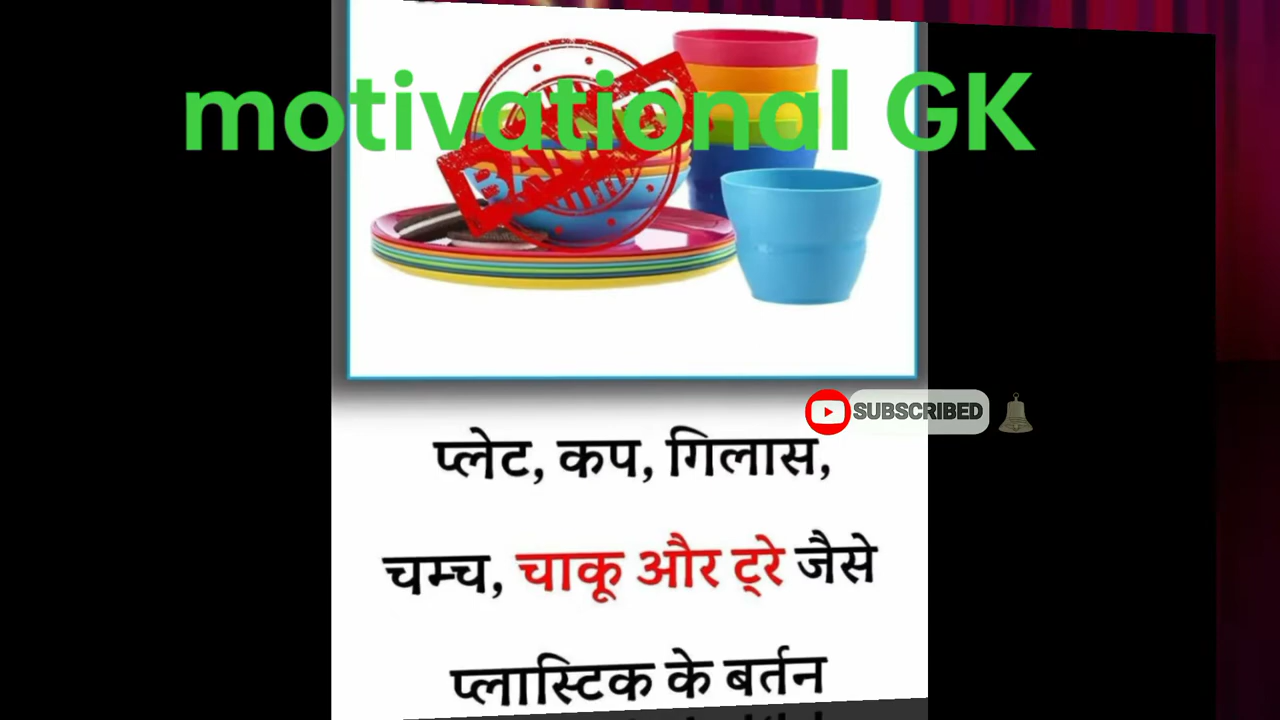 motivational GK
SUBSCRIBED
प्लेट, कप, गिलास,
चम्च, चाकू और ट्रे जैसे
प्लास्टिक के बर्तन